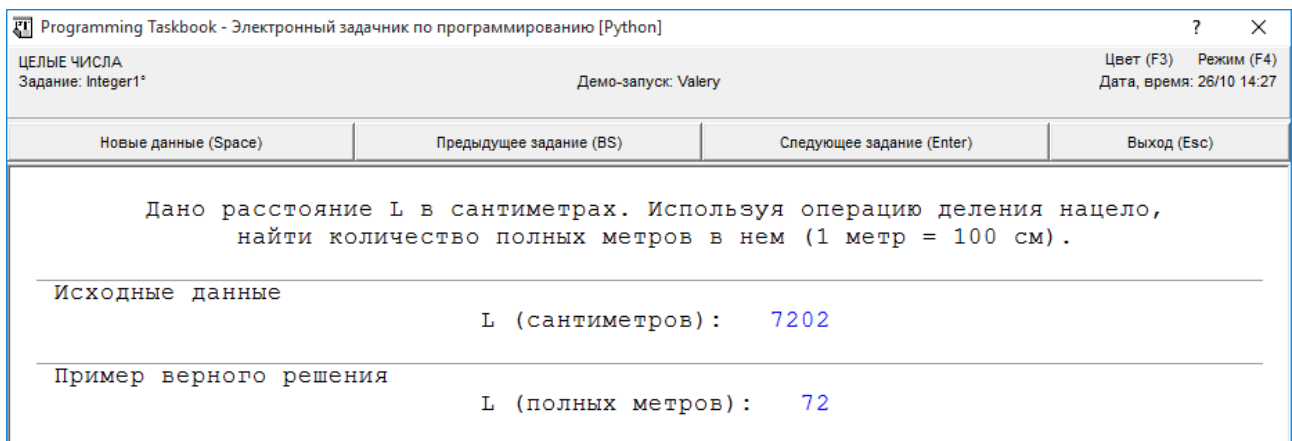 Programming Taskbook - Электронный задачник по программированию [Python] ? ×
ЦЕЛЫЕ ЧИСЛА Цвет (F3) Режим (F4)
Задание: Integer1° Демо-запуск: Valery Дата, время: 26/10 14:27
Новые данные (Space) Предыдущее задание (BS) Следующее задание (Enter) Выход (Esc)
Дано расстояние L в сантиметрах. Используя операцию деления нацело,
найти количество полных метров в нем (1 метр = 100 см).
Исходные данные
L (сантиметров): 7202
Пример верного решения
L (полных метров): 72